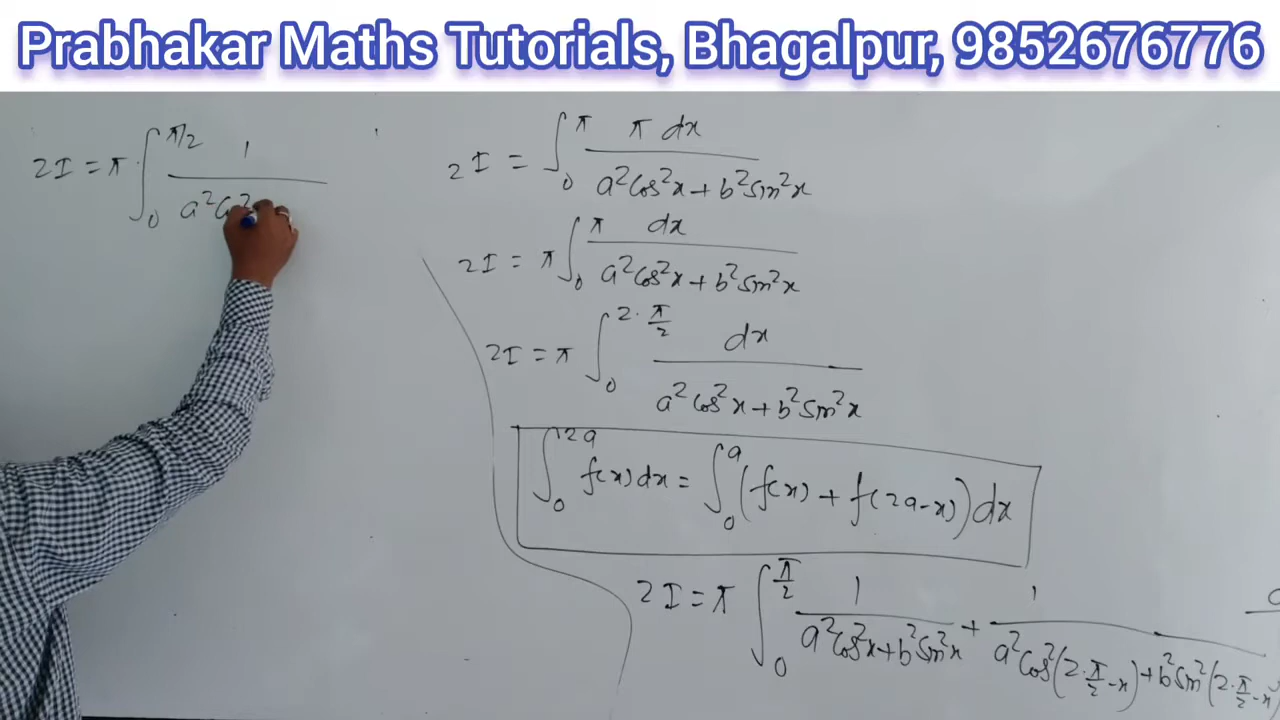 Prabhakar Maths Tutorials, Bhagalpur, 9852676776
2I = π ∫₀^{π/2} 1 / a²co²
2I = ∫₀^π π dx / a²cos²x + b²sin²x
2I = π ∫₀^π dx / a²cos²x + b²sin²x
2I = π ∫₀^{2·π/2} dx / a²cos²x + b²sin²x
∫₀^{2a} f(x)dx = ∫₀^a (f(x) + f(2a-x))dx
2I = π ∫₀^{π/2} 1 / a²cos²x + b²sin²x + 1 / a²cos²(2·π/2-x) + b²sin²(2·π/2-x)